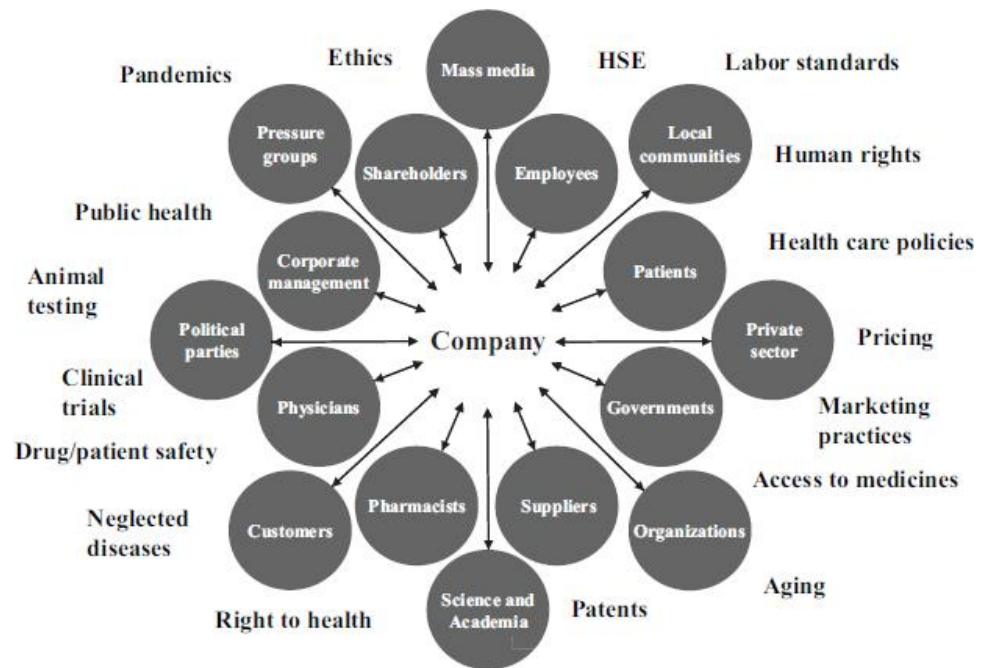 Ethics
Mass media
HSE
Labor standards
Pandemics
Pressure
groups
Shareholders
Employees
Local
communities
Human rights
Public health
Corporate
management
Patients
Health care policies
Animal
testing
Political
parties
Company
Private
sector
Pricing
Clinical
trials
Physicians
Governments
Marketing
practices
Drug/patient safety
Access to medicines
Neglected
diseases
Customers
Pharmacists
Suppliers
Organizations
Aging
Right to health
Science and
Academia
Patents